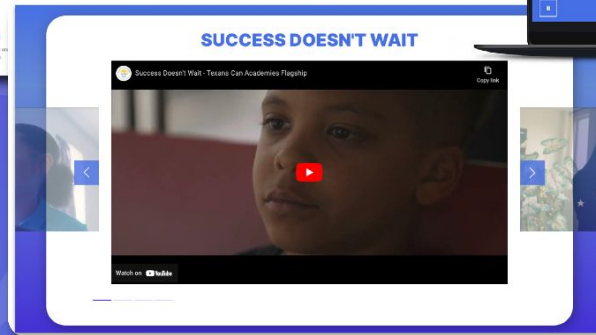 SUCCESS DOESN'T WAIT
Success Doesn't Wait - Texans Can Academies Flagship
Copy link
Watch on YouTube